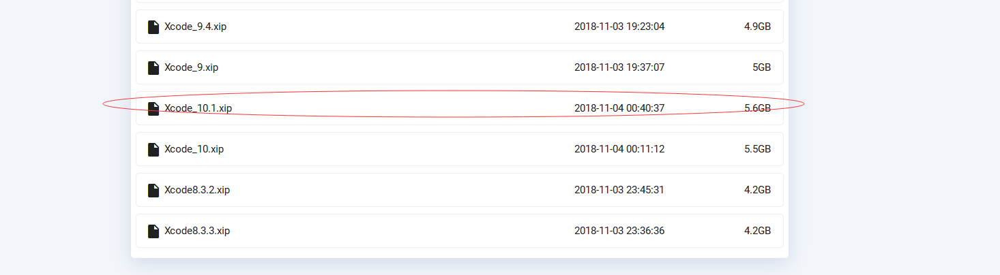 Xcode_9.4.xip 2018-11-03 19:23:04 4.9GB
Xcode_9.xip 2018-11-03 19:37:07 5GB
Xcode_10.1.xip 2018-11-04 00:40:37 5.6GB
Xcode_10.xip 2018-11-04 00:11:12 5.5GB
Xcode8.3.2.xip 2018-11-03 23:45:31 4.2GB
Xcode8.3.3.xip 2018-11-03 23:36:36 4.2GB